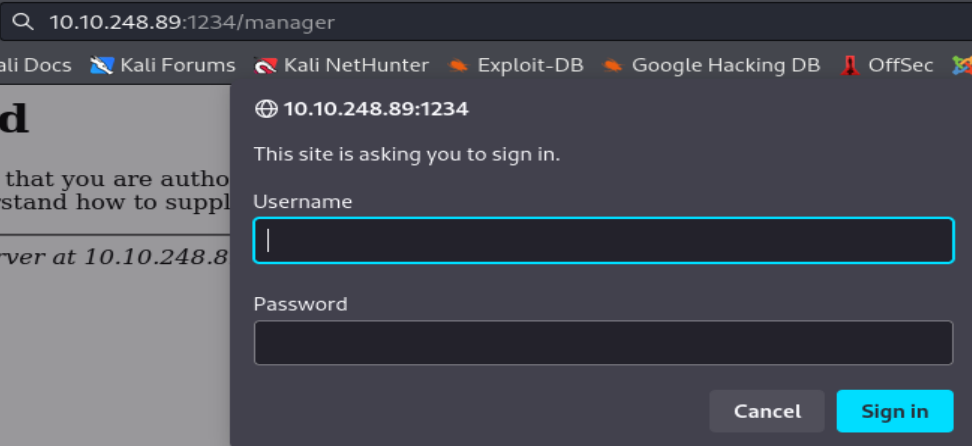 10.10.248.89:1234/manager
ali Docs Kali Forums Kali NetHunter Exploit-DB Google Hacking DB OffSec
d
10.10.248.89:1234
This site is asking you to sign in.
that you are autho
rstand how to suppl
Username
rver at 10.10.248.8
Password
Cancel Sign in